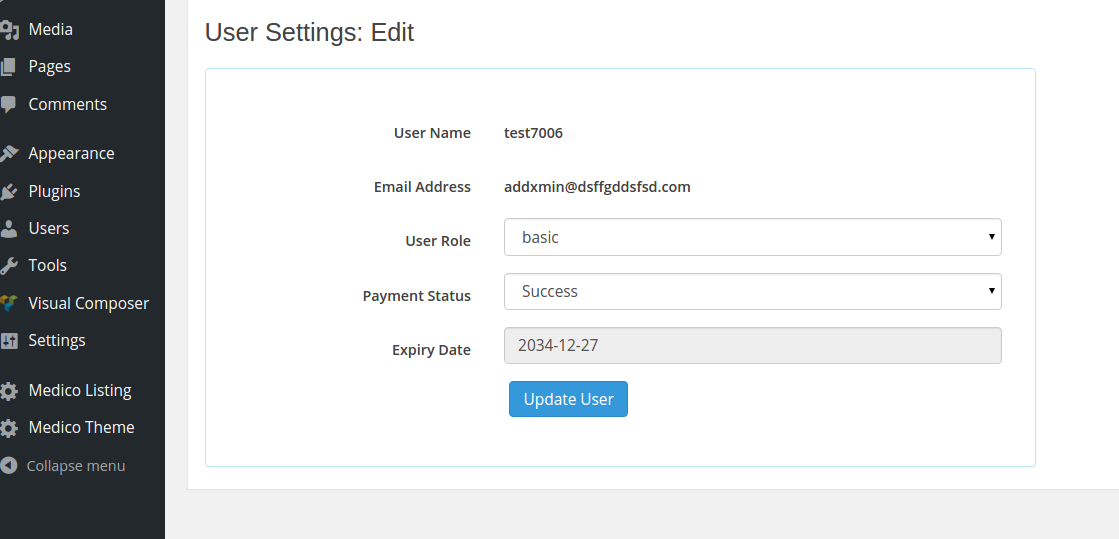 Media
Pages
Comments
Appearance
Plugins
Users
Tools
Visual Composer
Settings
Medico Listing
Medico Theme
Collapse menu
User Settings: Edit
User Name test7006
Email Address addxmin@dsffgddsfsd.com
User Role basic
Payment Status Success
Expiry Date 2034-12-27
Update User